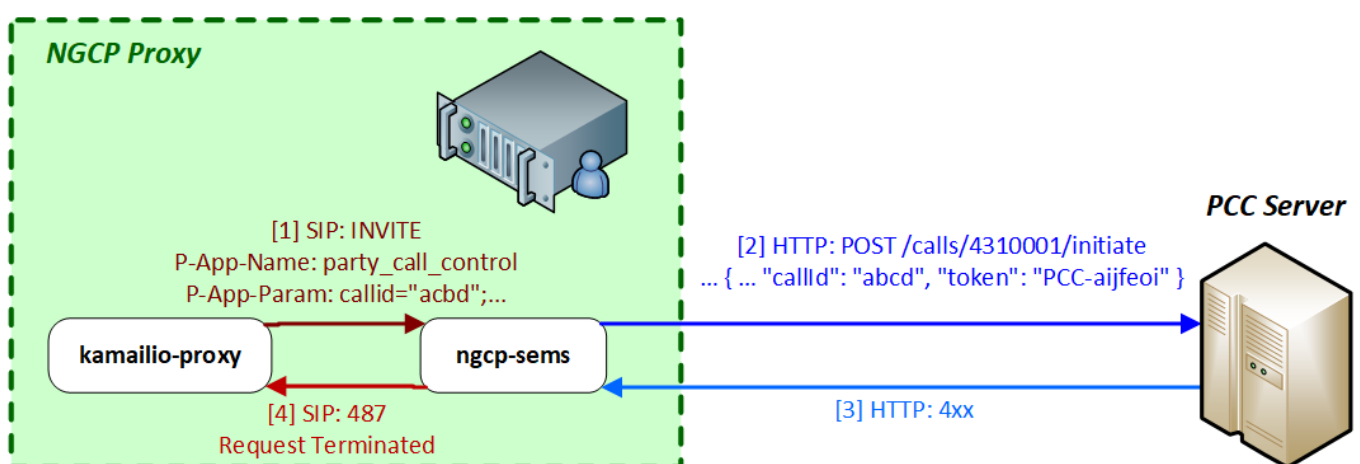 NGCP Proxy
PCC Server
[1] SIP: INVITE
P-App-Name: party_call_control
P-App-Param: callid="acbd";...
[2] HTTP: POST /calls/4310001/initiate
... { ... "callId": "abcd", "token": "PCC-aijfeoi" }
kamailio-proxy
ngcp-sems
[4] SIP: 487
Request Terminated
[3] HTTP: 4xx